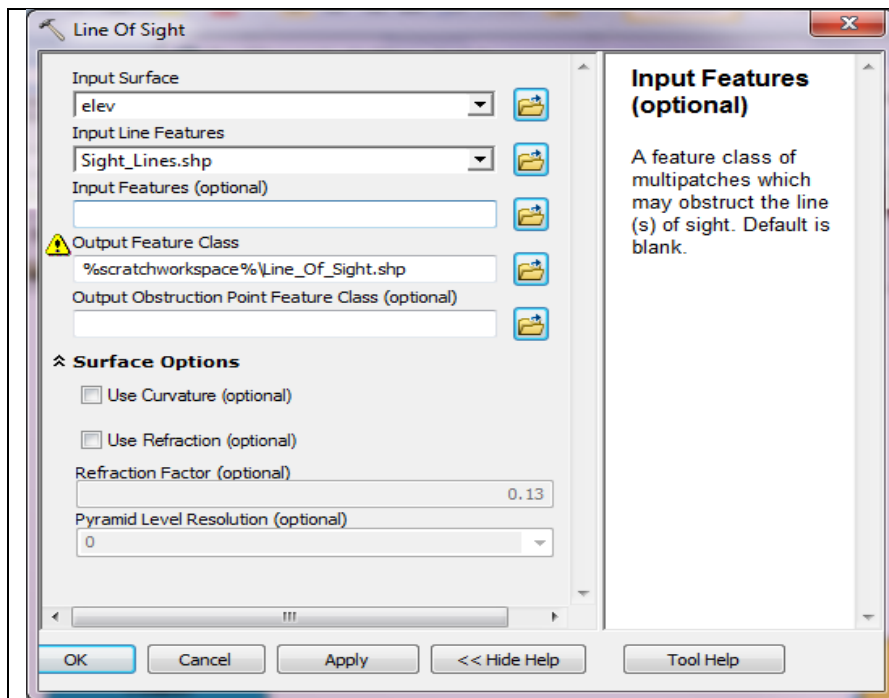 Line Of Sight
Input Surface
elev
Input Line Features
Sight_Lines.shp
Input Features (optional)
Output Feature Class
%scratchworkspace%\Line_Of_Sight.shp
Output Obstruction Point Feature Class (optional)
Surface Options
Use Curvature (optional)
Use Refraction (optional)
Refraction Factor (optional)
0.13
Pyramid Level Resolution (optional)
0
Input Features
(optional)
A feature class of
multipatches which
may obstruct the line
(s) of sight. Default is
blank.
OK
Cancel
Apply
<< Hide Help
Tool Help